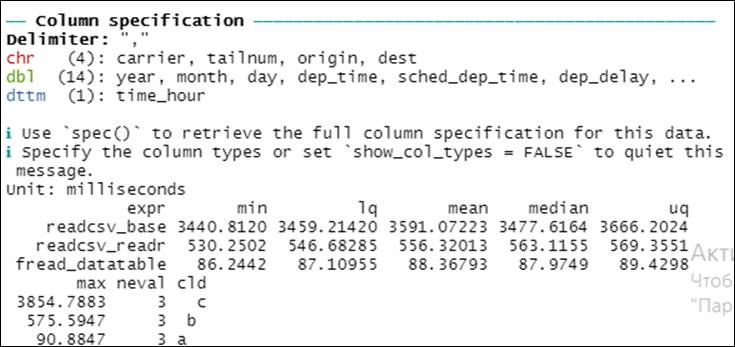 ── Column specification ──────────────────────────────
Delimiter: ","
chr   (4): carrier, tailnum, origin, dest
dbl  (14): year, month, day, dep_time, sched_dep_time, dep_delay, ...
dttm  (1): time_hour
ℹ Use `spec()` to retrieve the full column specification for this data.
ℹ Specify the column types or set `show_col_types = FALSE` to quiet this
message.
Unit: milliseconds
expr       min         lq       mean    median        uq
readcsv_base 3440.8120 3459.21420 3591.07223 3477.6164 3666.2024
readcsv_readr  530.2502  546.68285  556.32013  563.1155  569.3551
fread_datatable   86.2442   87.10955   88.36793   87.9749   89.4298
max neval cld
3854.7883     3   c
575.5947     3  b
90.8847     3 a
Акти
Чтоб
"Пар